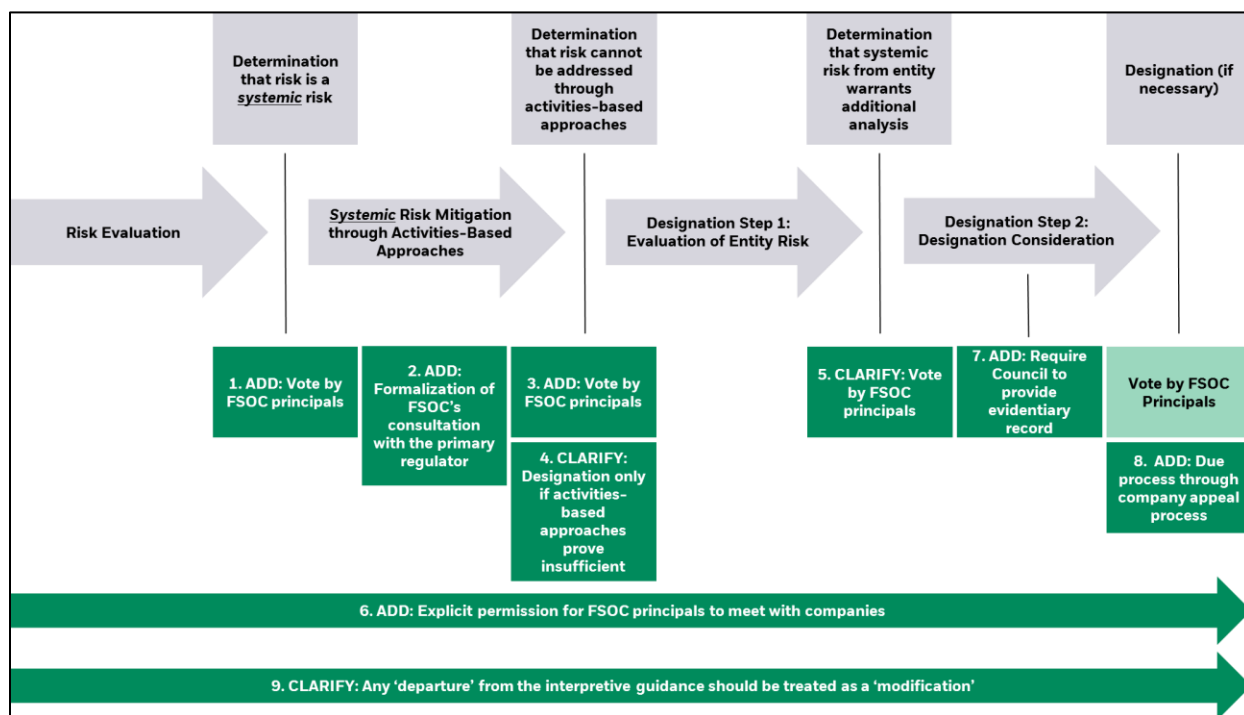 Determination
that risk is a
systemic risk
Determination
that risk cannot
be addressed
through
activities-based
approaches
Determination
that systemic
risk from entity
warrants
additional
analysis
Designation (if
necessary)
Risk Evaluation
Systemic Risk Mitigation
through Activities-Based
Approaches
Designation Step 1:
Evaluation of Entity Risk
Designation Step 2:
Designation Consideration
1. ADD: Vote by
FSOC principals
2. ADD:
Formalization of
FSOC's
consultation
with the primary
regulator
3. ADD: Vote by
FSOC principals
4. CLARIFY:
Designation only
if activities-
based
approaches
prove
insufficient
5. CLARIFY: Vote
by FSOC
principals
7. ADD: Require
Council to
provide
evidentiary
record
Vote by FSOC
Principals
8. ADD: Due
process through
company appeal
process
6. ADD: Explicit permission for FSOC principals to meet with companies
9. CLARIFY: Any ‘departure’ from the interpretive guidance should be treated as a ‘modification’